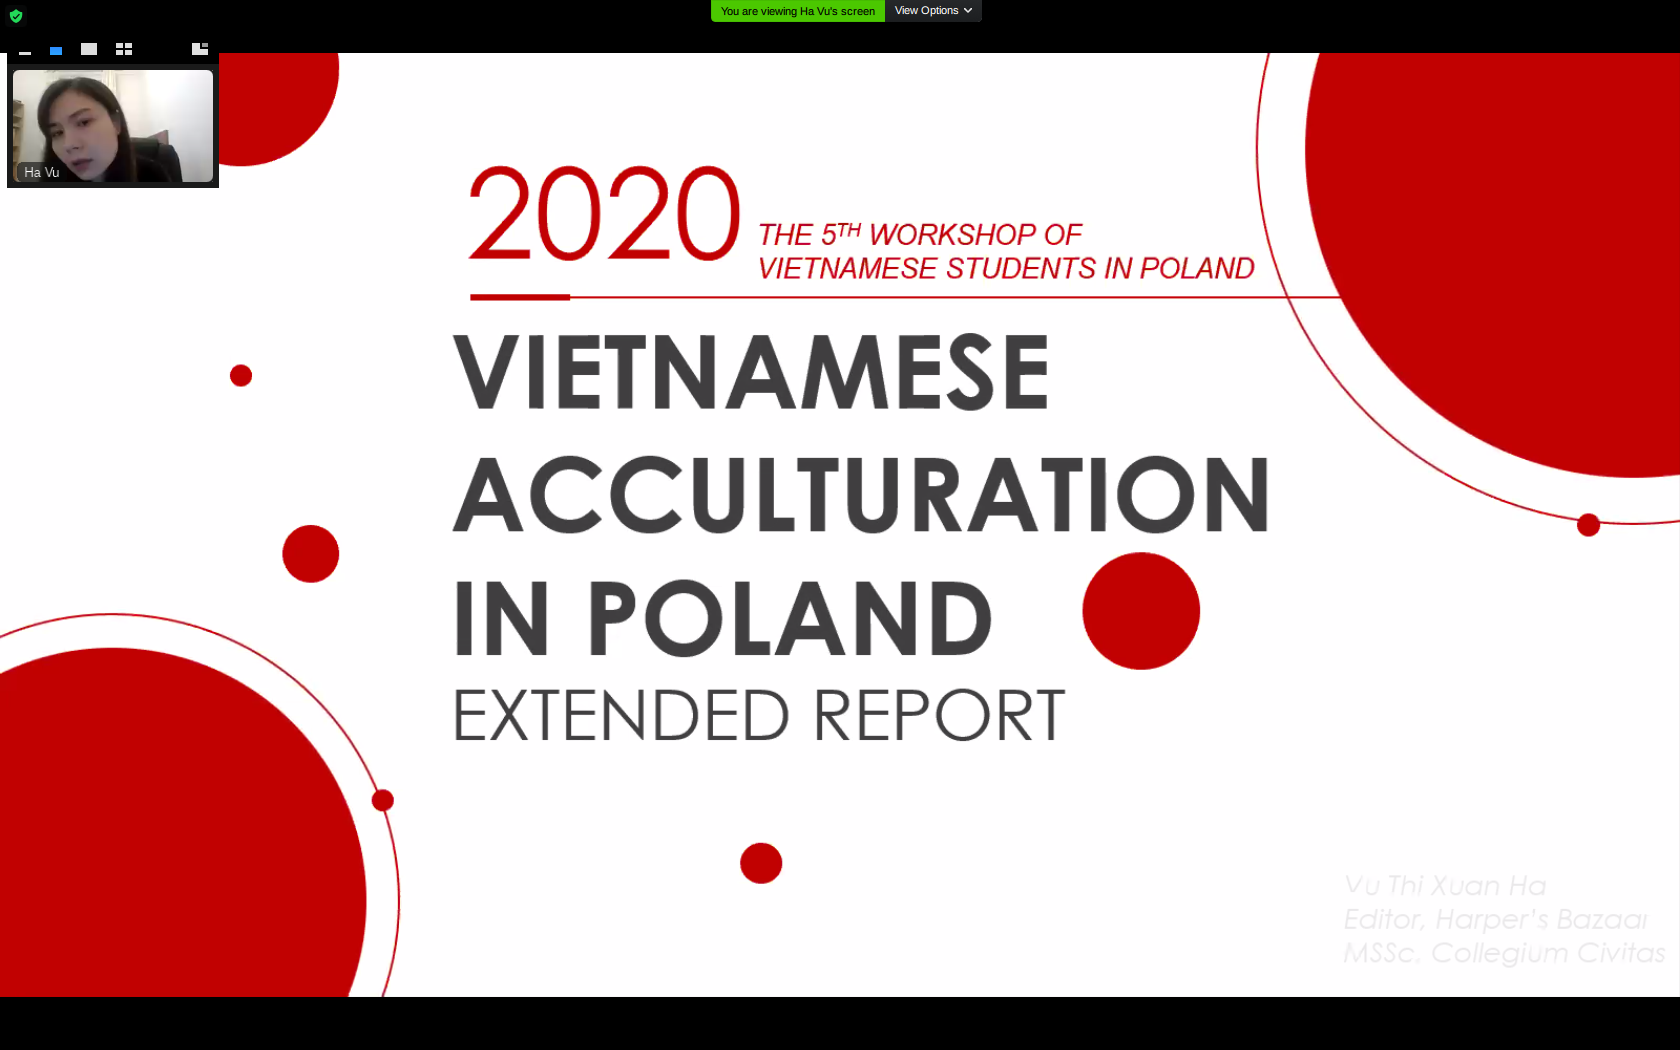 You are viewing Ha Vu's screen
View Options
Ha Vu
2020
THE 5TH WORKSHOP OF
VIETNAMESE STUDENTS IN POLAND
VIETNAMESE
ACCULTURATION
IN POLAND
EXTENDED REPORT
Vu Thi Xuan Ha
Editor, Harper's Bazaar
MSSc, Collegium Civitas